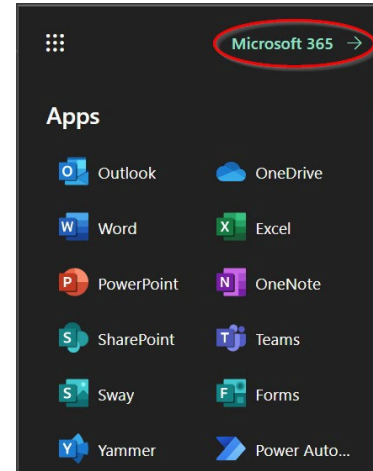 Microsoft 365 →
Apps
Outlook OneDrive
Word Excel
PowerPoint OneNote
SharePoint Teams
Sway Forms
Yammer Power Auto...